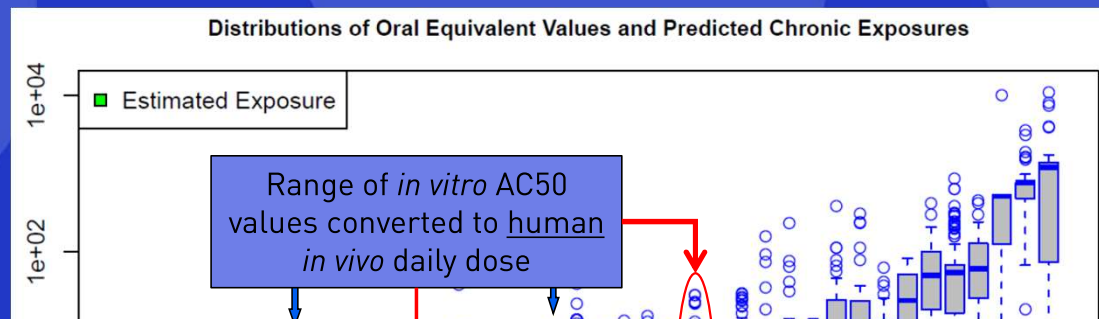 Distributions of Oral Equivalent Values and Predicted Chronic Exposures
1e+04
Estimated Exposure
Range of in vitro AC50
values converted to human
in vivo daily dose
1e+02